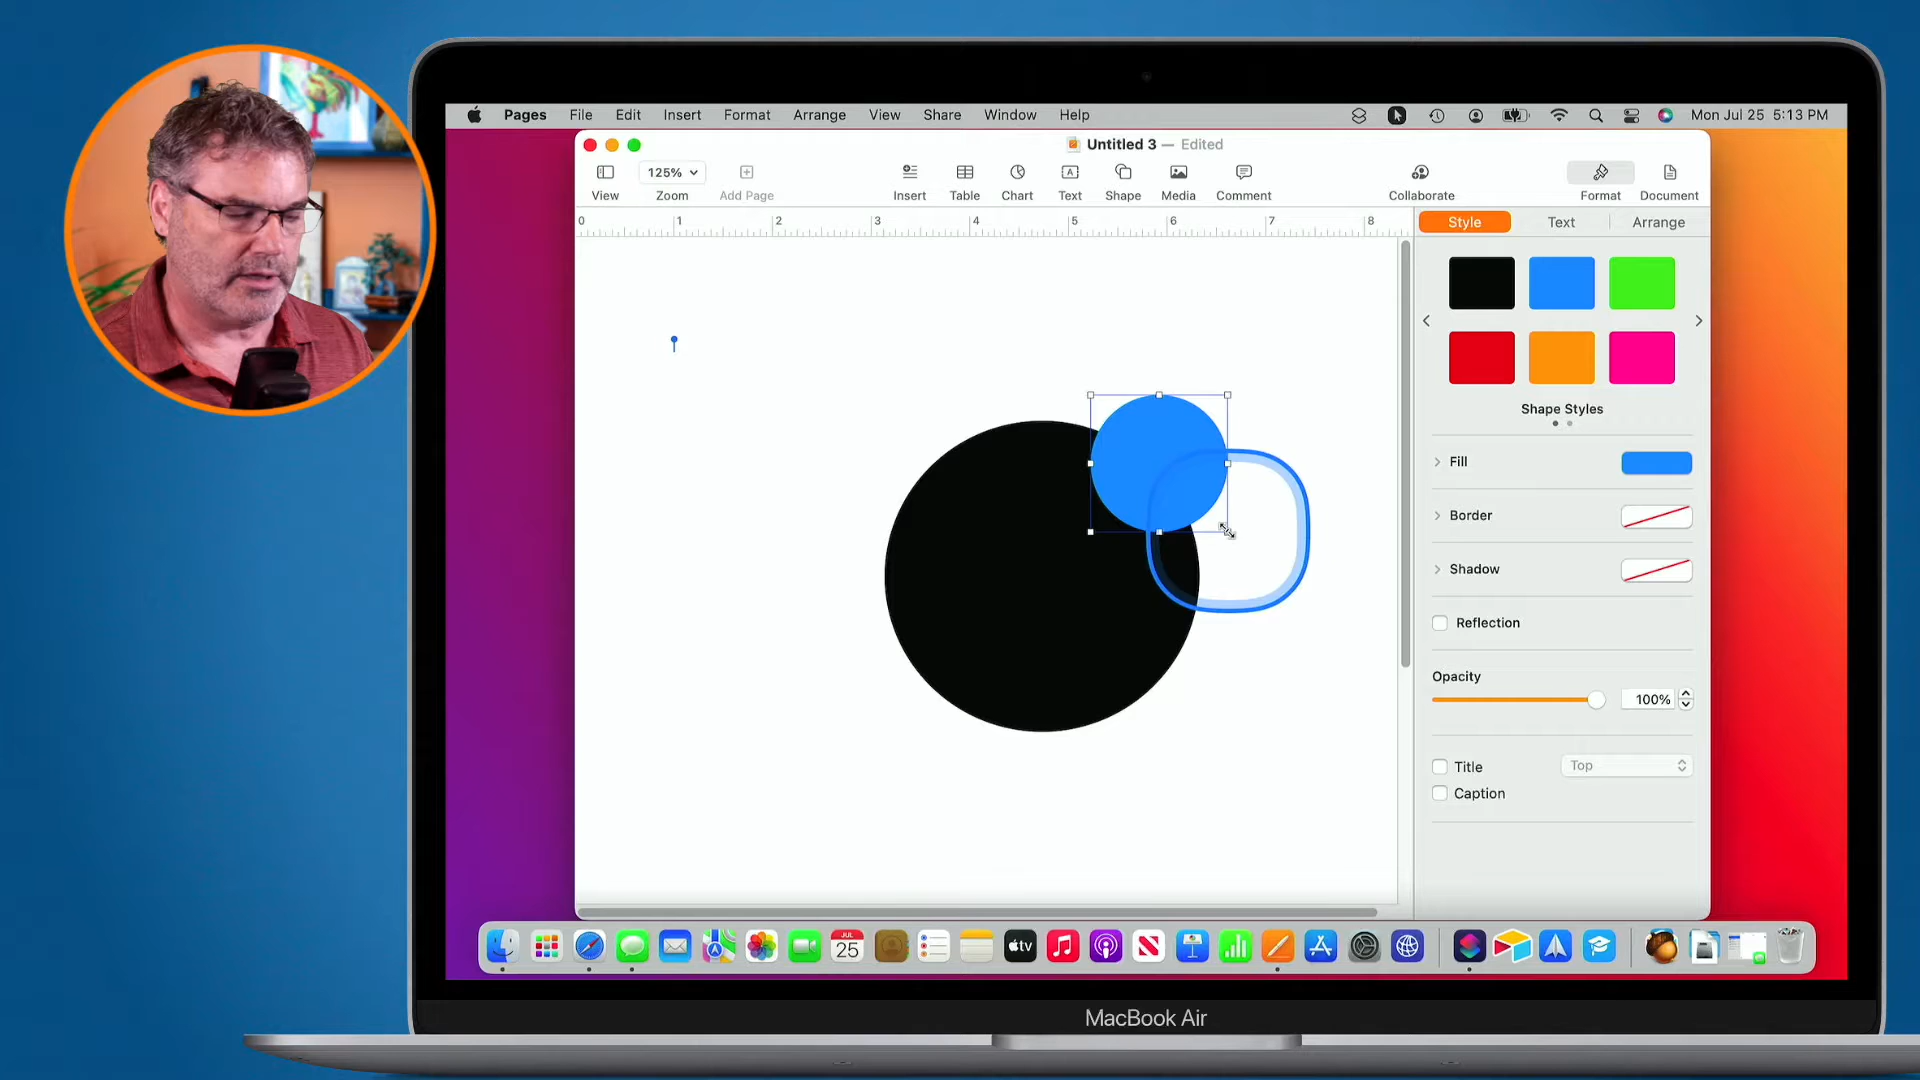 Pages File Edit Insert Format Arrange View Share Window Help Mon Jul 25 5:13 PM
Untitled 3 — Edited
125%
View Zoom Add Page Insert Table Chart Text Shape Media Comment Collaborate Format Document
0 1 2 3 4 5 6 7 8
Style Text Arrange
Shape Styles
Fill
Border
Shadow
Reflection
Opacity
100%
Title Top
Caption
JUL
25
tv
MacBook Air